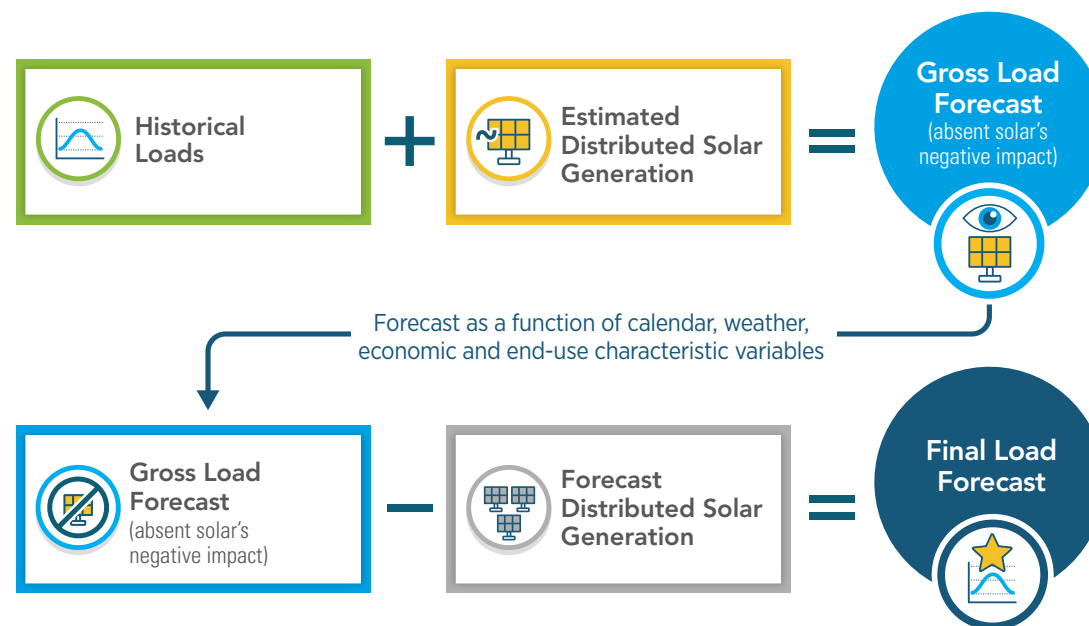 Historical
Loads
Estimated
Distributed Solar
Generation
Gross Load
Forecast
(absent solar's
negative impact)
Forecast as a function of calendar, weather,
economic and end-use characteristic variables
Gross Load
Forecast
(absent solar's
negative impact)
Forecast
Distributed Solar
Generation
Final Load
Forecast